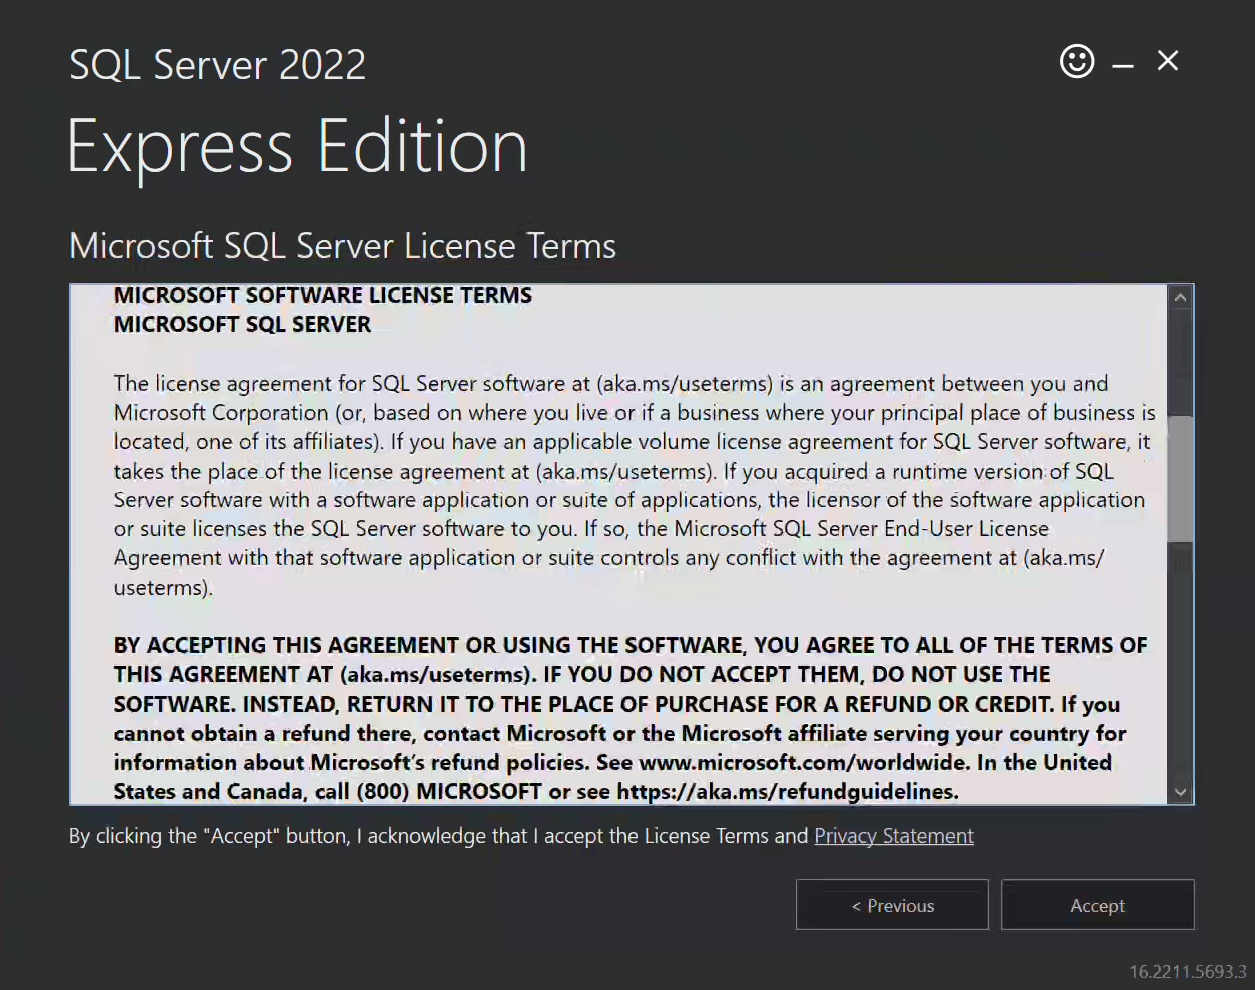 SQL Server 2022
Express Edition
Microsoft SQL Server License Terms
MICROSOFT SOFTWARE LICENSE TERMS
MICROSOFT SQL SERVER
The license agreement for SQL Server software at (aka.ms/useterms) is an agreement between you and
Microsoft Corporation (or, based on where you live or if a business where your principal place of business is
located, one of its affiliates). If you have an applicable volume license agreement for SQL Server software, it
takes the place of the license agreement at (aka.ms/useterms). If you acquired a runtime version of SQL
Server software with a software application or suite of applications, the licensor of the software application
or suite licenses the SQL Server software to you. If so, the Microsoft SQL Server End-User License
Agreement with that software application or suite controls any conflict with the agreement at (aka.ms/
useterms).
BY ACCEPTING THIS AGREEMENT OR USING THE SOFTWARE, YOU AGREE TO ALL OF THE TERMS OF
THIS AGREEMENT AT (aka.ms/useterms). IF YOU DO NOT ACCEPT THEM, DO NOT USE THE
SOFTWARE. INSTEAD, RETURN IT TO THE PLACE OF PURCHASE FOR A REFUND OR CREDIT. If you
cannot obtain a refund there, contact Microsoft or the Microsoft affiliate serving your country for
information about Microsoft's refund policies. See www.microsoft.com/worldwide. In the United
States and Canada, call (800) MICROSOFT or see https://aka.ms/refundguidelines.
By clicking the "Accept" button, I acknowledge that I accept the License Terms and Privacy Statement
< Previous
Accept
16.2211.5693.3